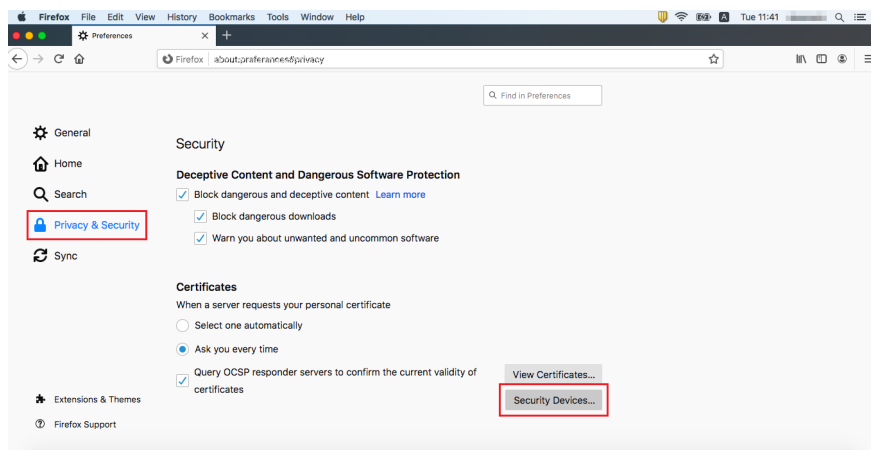 Firefox File Edit View History Bookmarks Tools Window Help
A Tue 11:41
Preferences
Firefox about:preferences#privacy
Find in Preferences
General
Home
Search
Privacy & Security
Sync
Extensions & Themes
Firefox Support
Security
Deceptive Content and Dangerous Software Protection
Block dangerous and deceptive content Learn more
Block dangerous downloads
Warn you about unwanted and uncommon software
Certificates
When a server requests your personal certificate
Select one automatically
Ask you every time
Query OCSP responder servers to confirm the current validity of
certificates
View Certificates...
Security Devices...